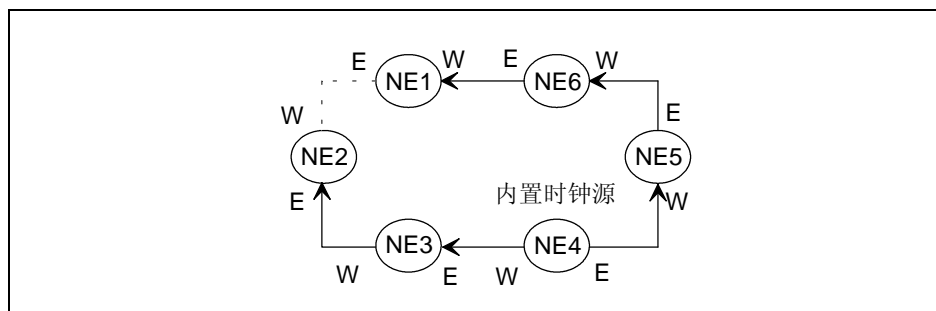 E W E W
NE1 NE6
W E
NE2 NE5
E 内置时钟源 W
NE3 NE4
W E W E